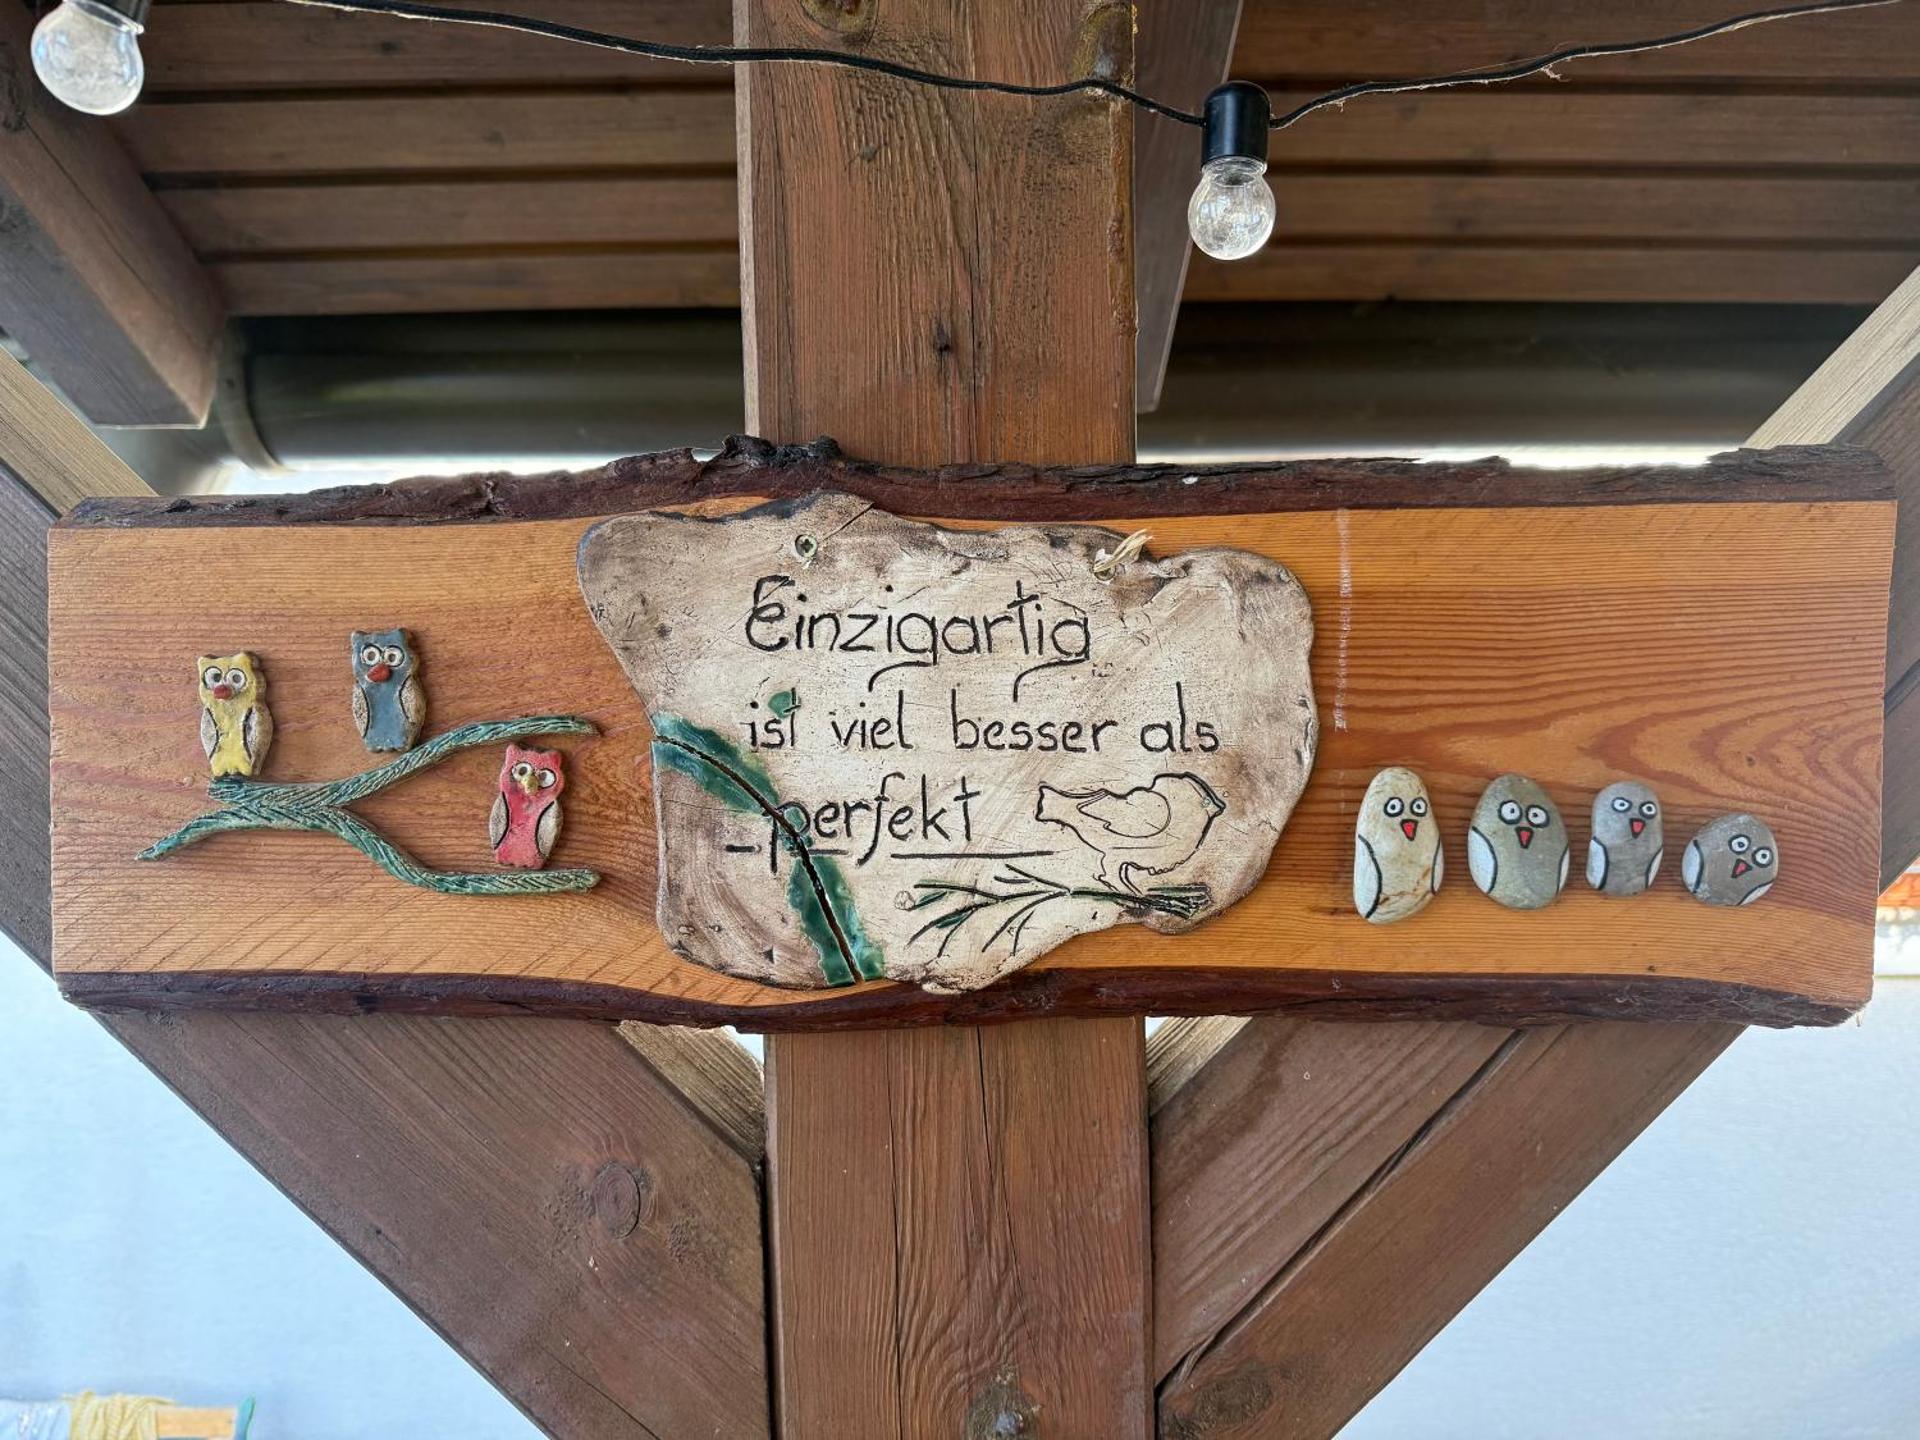 Einzigartig
ist viel besser als
perfekt